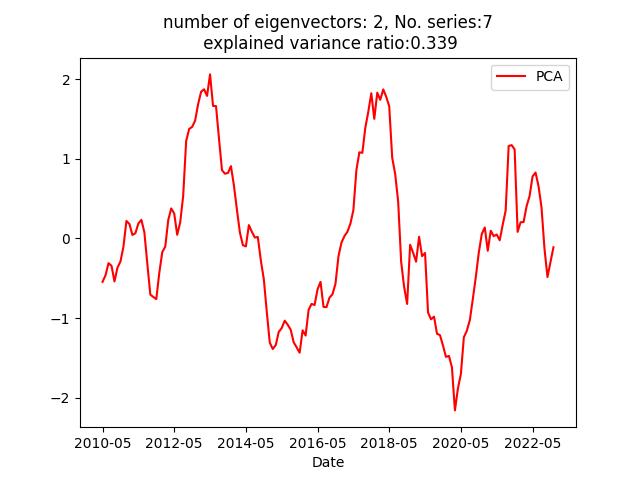 number of eigenvectors: 2, No. series:7
explained variance ratio:0.339
PCA
2
1
0
−1
−2
2010-05 2012-05 2014-05 2016-05 2018-05 2020-05 2022-05
Date